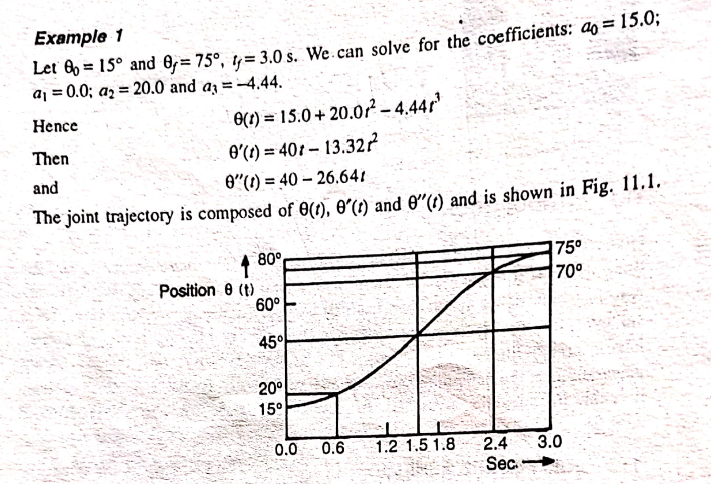 Example 1
Let θ₀ = 15° and θf = 75°, tf = 3.0 s. We can solve for the coefficients: a₀ = 15.0;
a₁ = 0.0; a₂ = 20.0 and a₃ = –4.44.
Hence θ(t) = 15.0 + 20.0t² – 4.44t³
Then θ′(t) = 40t – 13.32t²
and θ″(t) = 40 – 26.64t
The joint trajectory is composed of θ(t), θ′(t) and θ″(t) and is shown in Fig. 11.1.
80° 75°
Position θ (t) 70°
60°
45°
20°
15°
0.0 0.6 1.2 1.5 1.8 2.4 3.0
Sec.